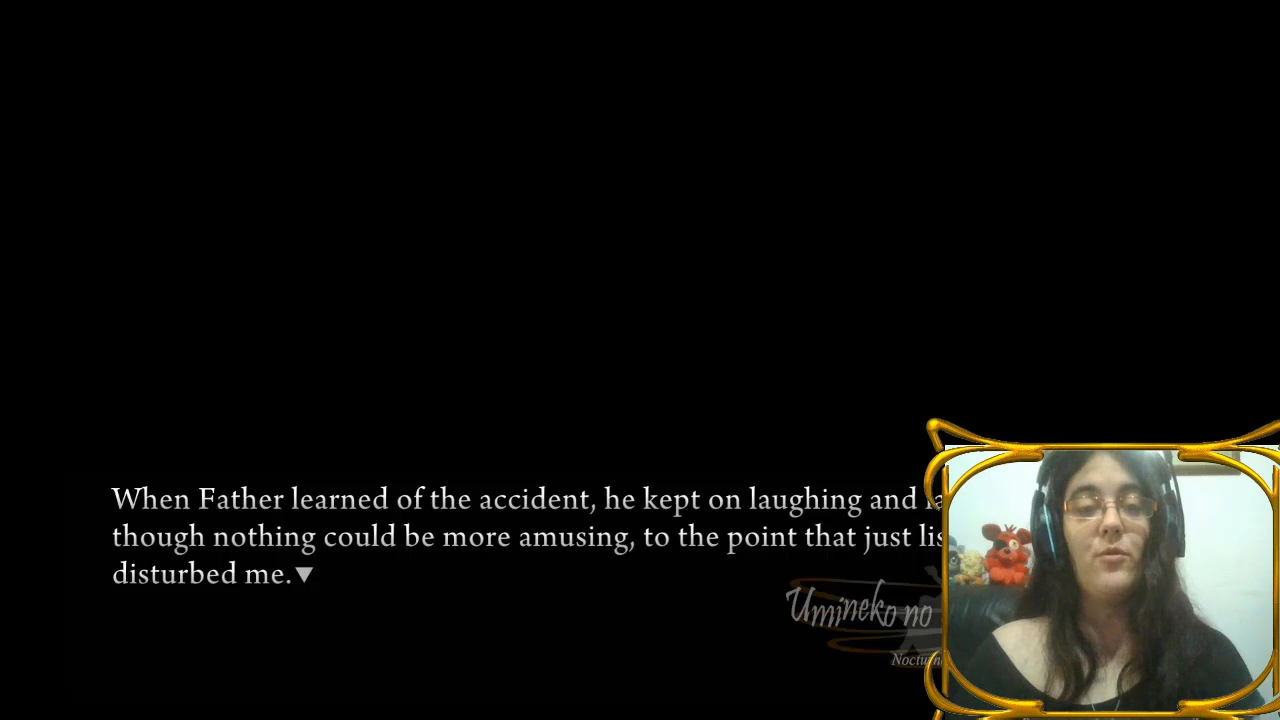 When Father learned of the accident, he kept on laughing and
though nothing could be more amusing, to the point that just
disturbed me.▼
Umineko no